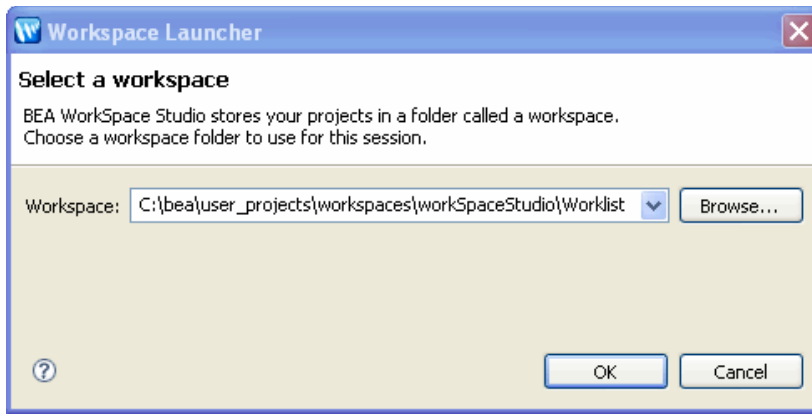 Workspace Launcher
Select a workspace
BEA WorkSpace Studio stores your projects in a folder called a workspace.
Choose a workspace folder to use for this session.
Workspace: C:\bea\user_projects\workspaces\workSpaceStudio\Worklist Browse...
? OK Cancel